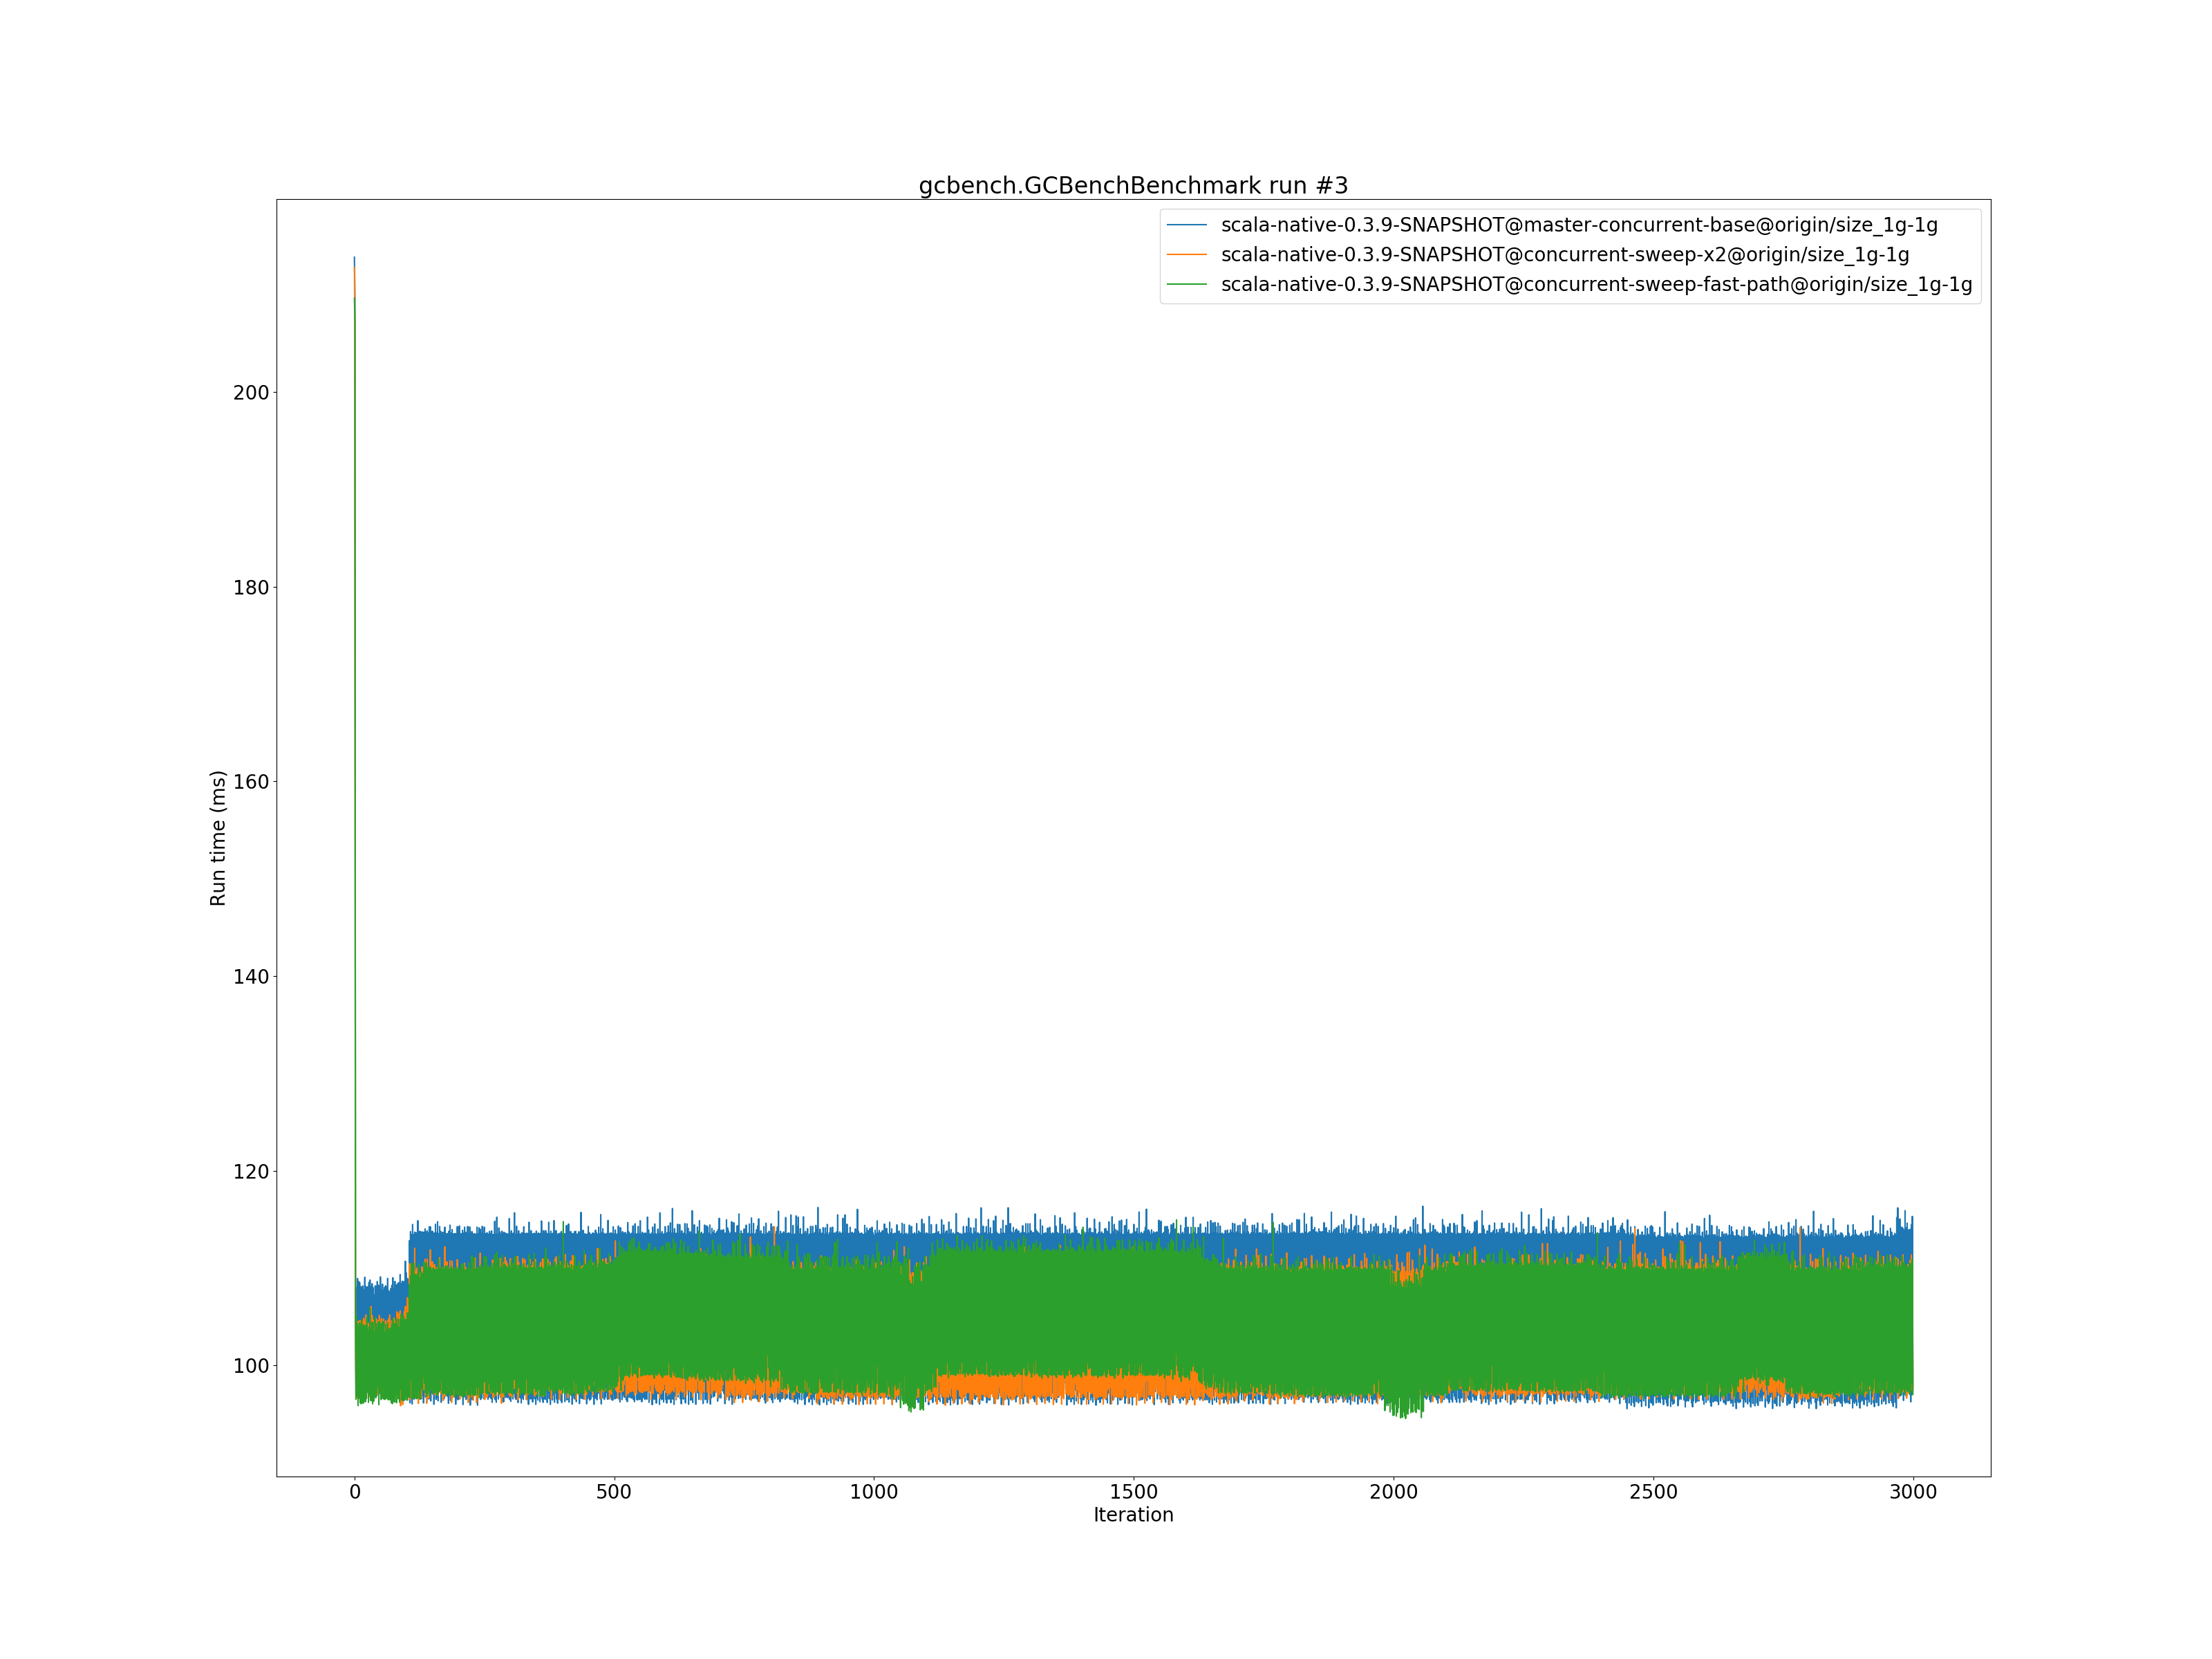 gcbench.GCBenchBenchmark run #3
scala-native-0.3.9-SNAPSHOT@master-concurrent-base@origin/size_1g-1g
scala-native-0.3.9-SNAPSHOT@concurrent-sweep-x2@origin/size_1g-1g
scala-native-0.3.9-SNAPSHOT@concurrent-sweep-fast-path@origin/size_1g-1g
200
180
160
140
120
100
Run time (ms)
0 500 1000 1500 2000 2500 3000
Iteration